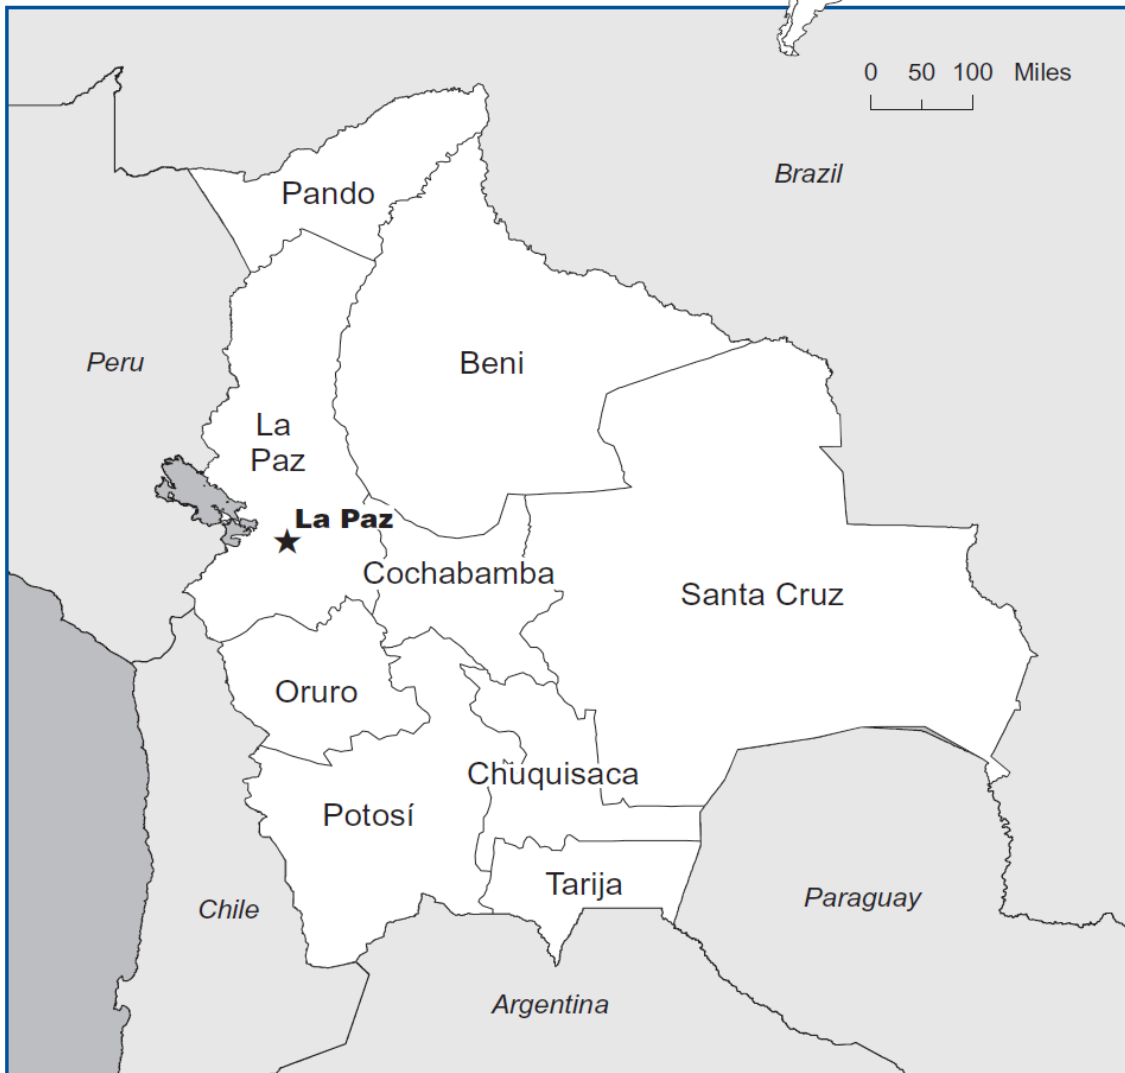 0 50 100 Miles
Brazil
Pando
Peru
Beni
La
Paz
La Paz
Cochabamba
Santa Cruz
Oruro
Chuquisaca
Potosí
Tarija
Paraguay
Chile
Argentina